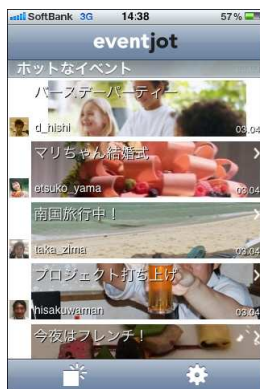 SoftBank 3G 14:38 57%
eventjot
ホットなイベント
バースデーパーティー
d_hishi 03.04
マリちゃん結婚式
etsuko_yama 03.04
南国旅行中！
taka_zima 03.04
プロジェクト打ち上げ
hisakuwaman 03.04
今夜はフレンチ！